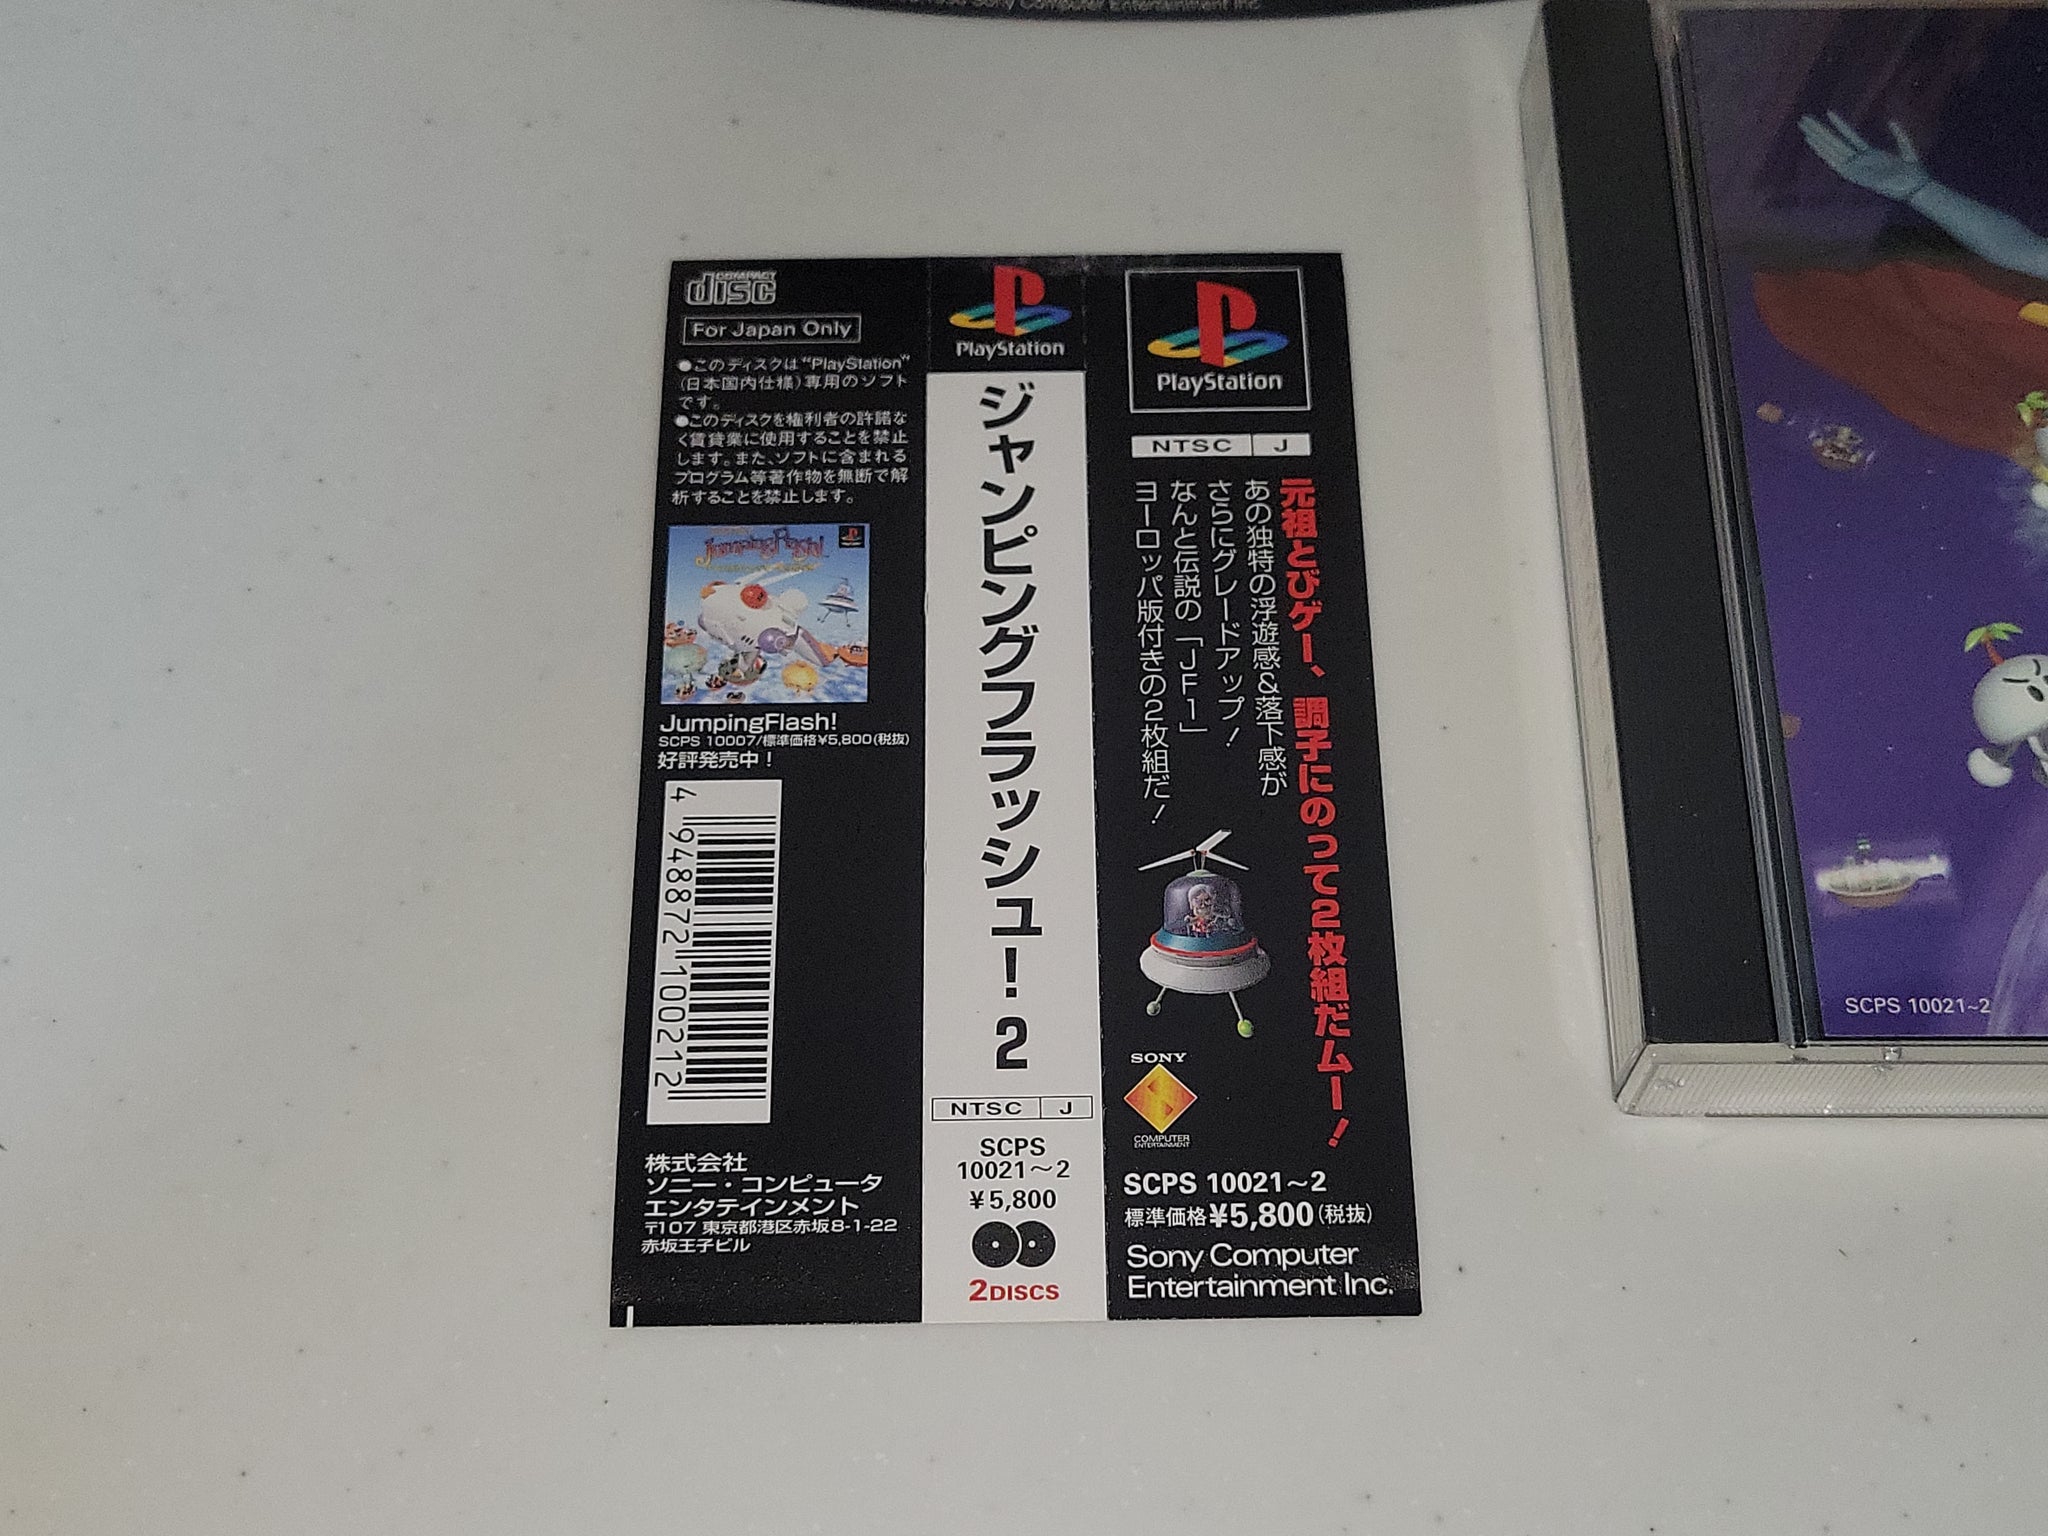 COMPACT
disc
For Japan Only
●このディスクは“PlayStation”
(日本国内仕様)専用のソフト
です。
●このディスクを権利者の許諾な
く賃貸業に使用することを禁止
します。また、ソフトに含まれる
プログラム等著作物を無断で解
析することを禁止します。
Jumping Flash!
JumpingFlash!
SCPS 10007/標準価格¥5,800(税抜)
好評発売中!
4 948872 100212
株式会社
ソニー・コンピュータ
エンタテインメント
〒107 東京都港区赤坂8-1-22
赤坂王子ビル
PlayStation
ジャンピングフラッシュ!2
NTSC J
SCPS
10021〜2
¥5,800
2DISCS
PlayStation
NTSC J
元祖とびゲー、調子にのって2枚組だムー!
あの独特の浮遊感&落下感が
さらにグレードアップ!
なんと伝説の「JF1」
ヨーロッパ版付きの2枚組だ!
SONY
COMPUTER
ENTERTAINMENT
SCPS 10021〜2
標準価格¥5,800(税抜)
Sony Computer
Entertainment Inc.
Sony Computer Entertainment Inc.
SCPS 10021~2